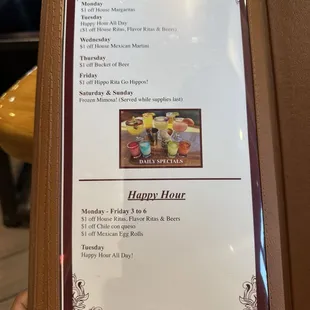 Monday
$1 off House Margaritas
Tuesday
Happy Hour All Day
($1 off House Ritas, Flavor Ritas & Beers)
Wednesday
$1 off House Mexican Martini
Thursday
$1 off Bucket of Beer
Friday
$1 off Hippo Rita Go Hippos!
Saturday & Sunday
Frozen Mimosa! (Served while supplies last)
DAILY SPECIALS
Happy Hour
Monday - Friday 3 to 6
$1 off House Ritas, Flavor Ritas & Beers
$1 off Chile con queso
$1 off Mexican Egg Rolls
Tuesday
Happy Hour All Day!